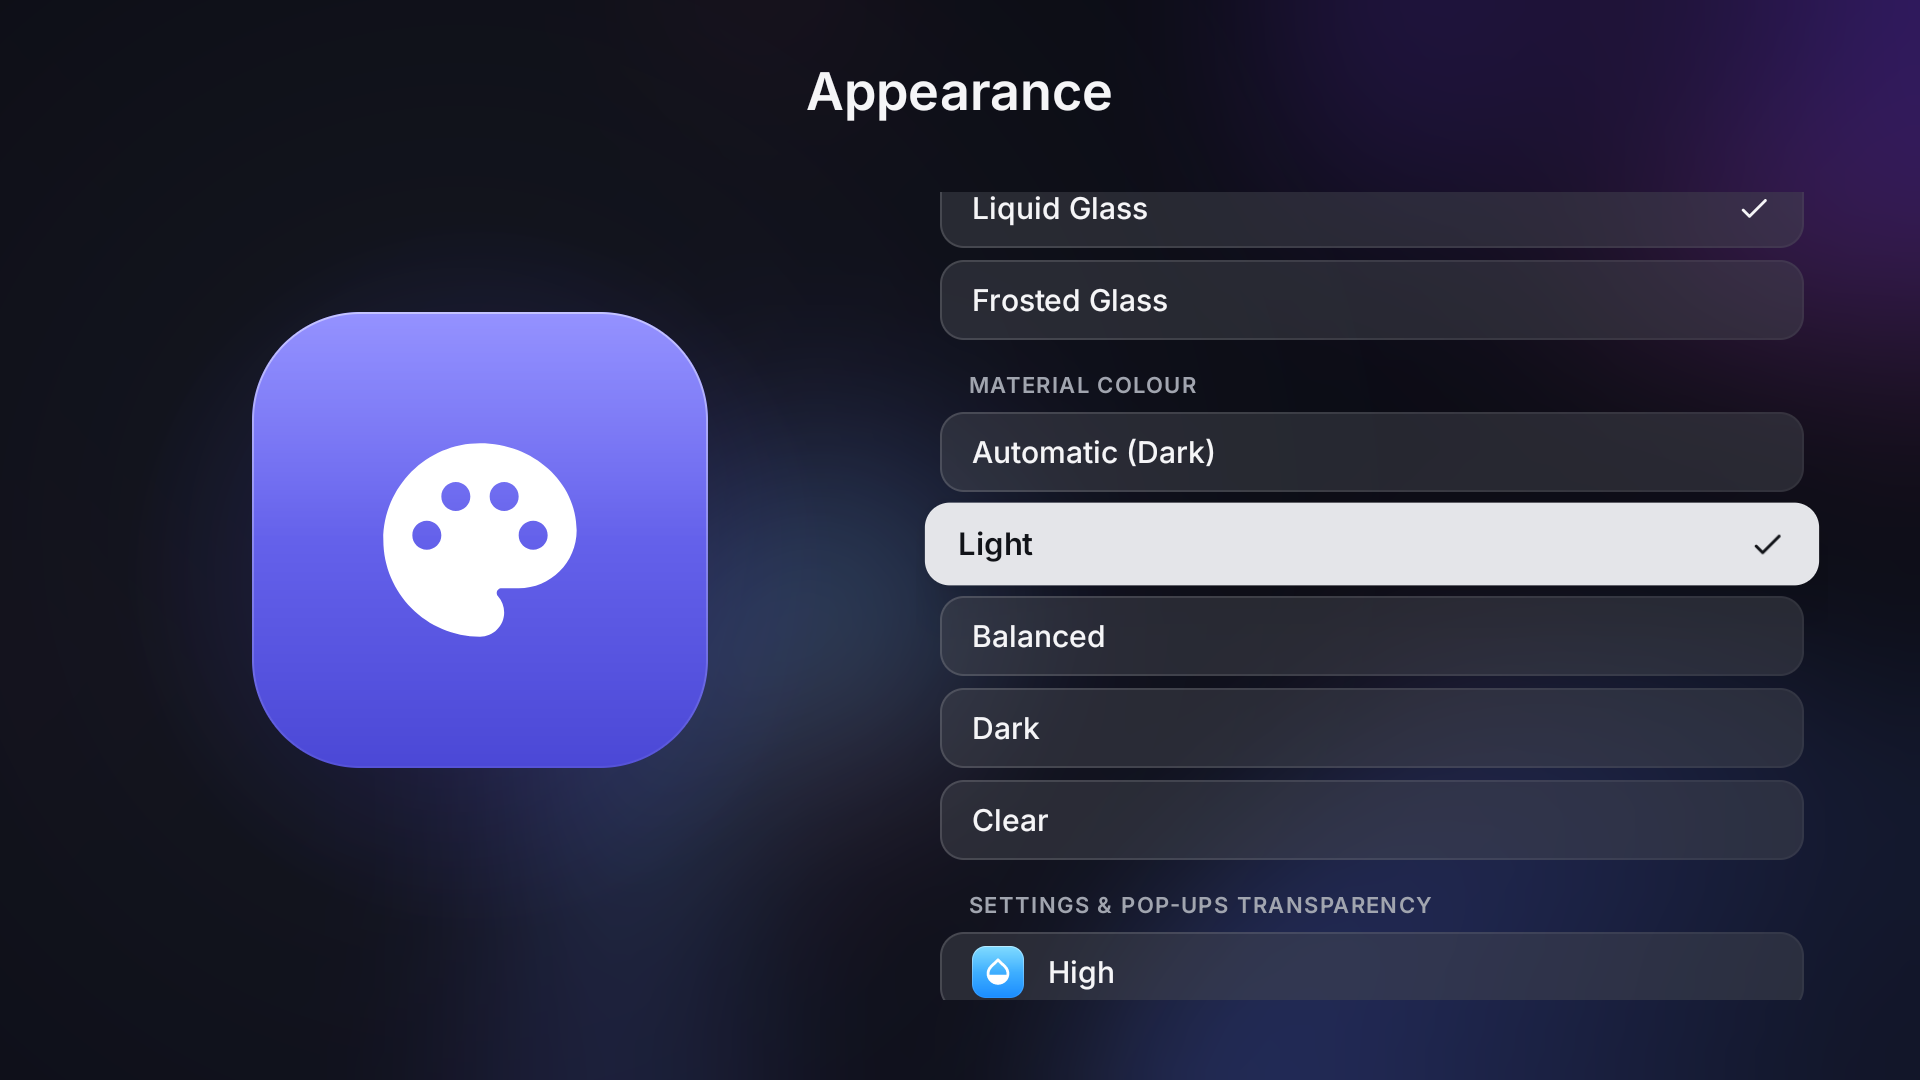 Appearance
Liquid Glass
Frosted Glass
MATERIAL COLOUR
Automatic (Dark)
Light
Balanced
Dark
Clear
SETTINGS & POP-UPS TRANSPARENCY
High